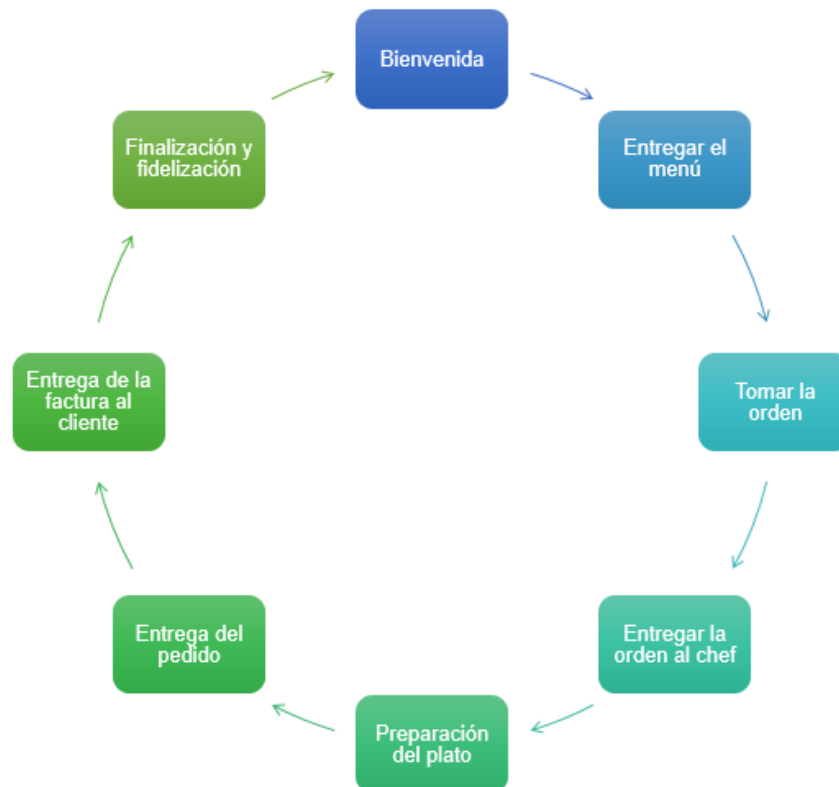 Bienvenida
Entregar el
menú
Tomar la
orden
Entregar la
orden al chef
Preparación
del plato
Entrega del
pedido
Entrega de la
factura al
cliente
Finalización y
fidelización